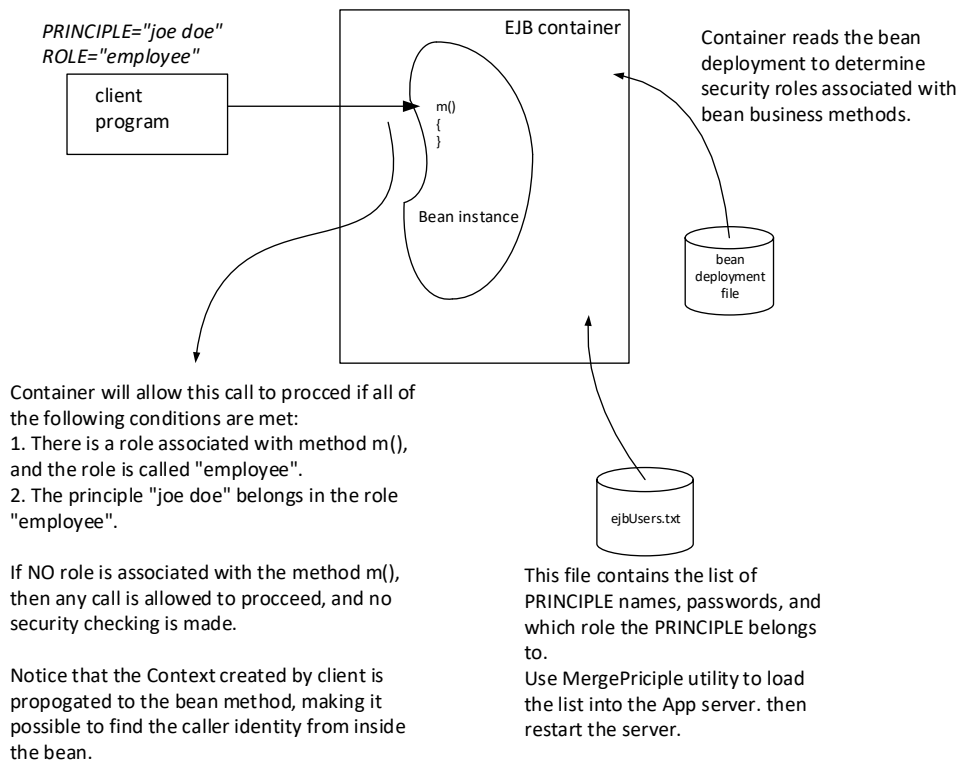 PRINCIPLE="joe doe"
ROLE="employee"
client
program
EJB container
m()
{
}
Bean instance
Container reads the bean
deployment to determine
security roles associated with
bean business methods.
bean
deployment
file
Container will allow this call to procced if all of
the following conditions are met:
1. There is a role associated with method m(),
and the role is called "employee".
2. The principle "joe doe" belongs in the role
"employee".
If NO role is associated with the method m(),
then any call is allowed to procceed, and no
security checking is made.
Notice that the Context created by client is
propogated to the bean method, making it
possible to find the caller identity from inside
the bean.
ejbUsers.txt
This file contains the list of
PRINCIPLE names, passwords, and
which role the PRINCIPLE belongs
to.
Use MergePriciple utility to load
the list into the App server. then
restart the server.